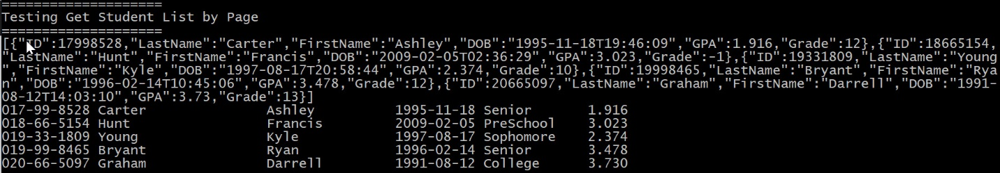 ====================
Testing Get Student List by Page
====================
[{"ID":17998528,"LastName":"Carter","FirstName":"Ashley","DOB":"1995-11-18T19:46:09","GPA":1.916,"Grade":12},{"ID":18665154,
"LastName":"Hunt","FirstName":"Francis","DOB":"2009-02-05T02:36:29","GPA":3.023,"Grade":-1},{"ID":19331809,"LastName":"Young
","FirstName":"Kyle","DOB":"1997-08-17T20:58:44","GPA":2.374,"Grade":10},{"ID":19998465,"LastName":"Bryant","FirstName":"Rya
n","DOB":"1996-02-14T10:45:06","GPA":3.478,"Grade":12},{"ID":20665097,"LastName":"Graham","FirstName":"Darrell","DOB":"1991-
08-12T14:03:10","GPA":3.73,"Grade":13}]
017-99-8528 Carter               Ashley          1995-11-18 Senior       1.916
018-66-5154 Hunt                 Francis         2009-02-05 PreSchool    3.023
019-33-1809 Young                Kyle            1997-08-17 Sophomore    2.374
019-99-8465 Bryant               Ryan            1996-02-14 Senior       3.478
020-66-5097 Graham               Darrell         1991-08-12 College      3.730